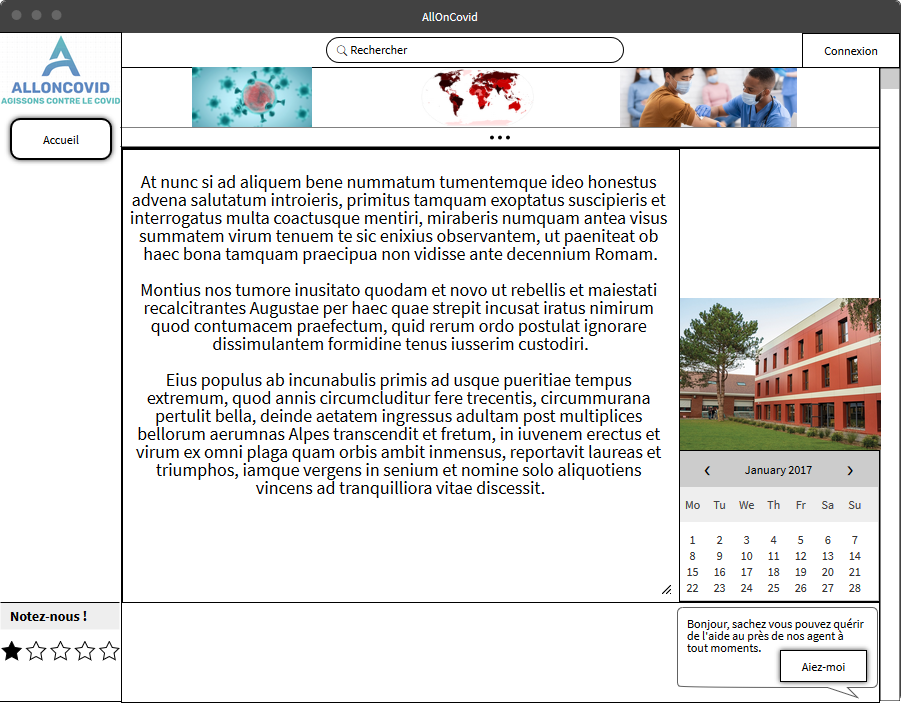 AllOnCovid
ALLONCOVID
AGISSONS CONTRE LE COVID
Rechercher
Connexion
Accueil
At nunc si ad aliquem bene nummatum tumentemque ideo honestus
advena salutatum introieris, primitus tamquam exoptatus suscipieris et
interrogatus multa coactusque mentiri, miraberis numquam antea visus
summatem virum tenuem te sic enixius observantem, ut paeniteat ob
haec bona tamquam praecipua non vidisse ante decennium Romam.
Montius nos tumore inusitato quodam et novo ut rebellis et maiestati
recalcitrantes Augustae per haec quae strepit incusat iratus nimirum
quod contumacem praefectum, quid rerum ordo postulat ignorare
dissimulantem formidine tenus iusserim custodiri.
Eius populus ab incunabulis primis ad usque pueritiae tempus
extremum, quod annis circumcluditur fere trecentis, circummurana
pertulit bella, deinde aetatem ingressus adultam post multiplices
bellorum aerumnas Alpes transcendit et fretum, in iuvenem erectus et
virum ex omni plaga quam orbis ambit inmensus, reportavit laureas et
triumphos, iamque vergens in senium et nomine solo aliquotiens
vincens ad tranquilliora vitae discessit.
January 2017
Mo Tu We Th Fr Sa Su
1 2 3 4 5 6 7
8 9 10 11 12 13 14
15 16 17 18 19 20 21
22 23 24 25 26 27 28
Notez-nous !
Bonjour, sachez vous pouvez quérir
de l'aide au près de nos agent à
tout moments.
Aiez-moi